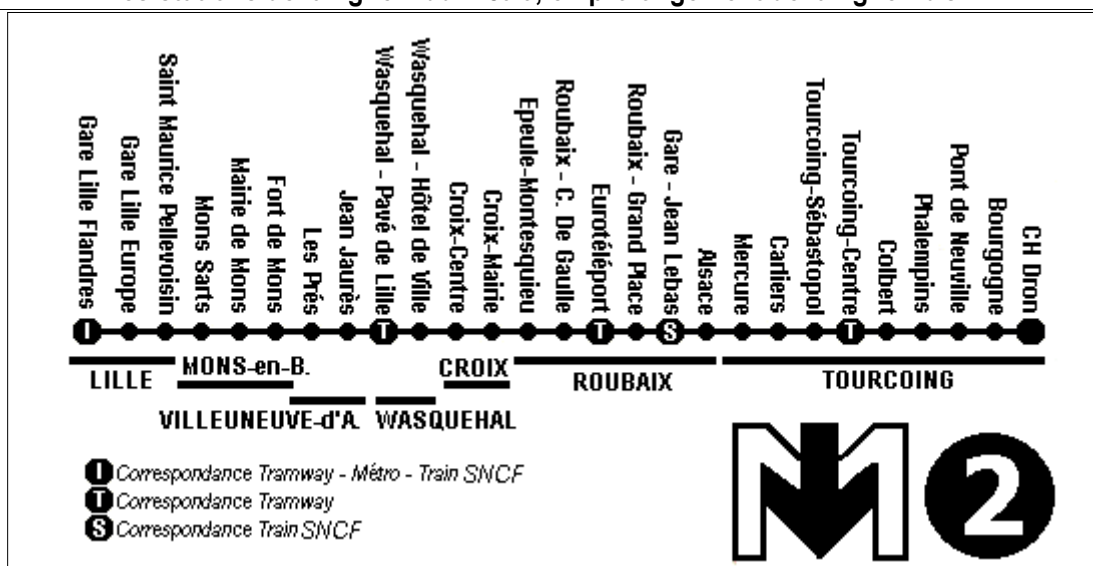 Gare Lille Flandres
Gare Lille Europe
Saint Maurice Pellevoisin
Mons Sarts
Mairie de Mons
Fort de Mons
Les Prés
Jean Jaurès
Wasquehal - Pavé de Lille
Wasquehal - Hôtel de Ville
Croix-Centre
Croix-Mairie
Epeule-Montesquieu
Roubaix - C. De Gaulle
Eurotéléport
Roubaix - Grand Place
Gare - Jean Lebas
Alsace
Mercure
Carliers
Tourcoing-Sébastopol
Tourcoing-Centre
Colbert
Phalempins
Pont de Neuville
Bourgogne
CH Dron
I T T S T
LILLE
MONS-en-B.
VILLEUNEUVE-d'A.
WASQUEHAL
CROIX
ROUBAIX
TOURCOING
I Correspondance Tramway - Métro - Train SNCF
T Correspondance Tramway
S Correspondance Train SNCF
M 2